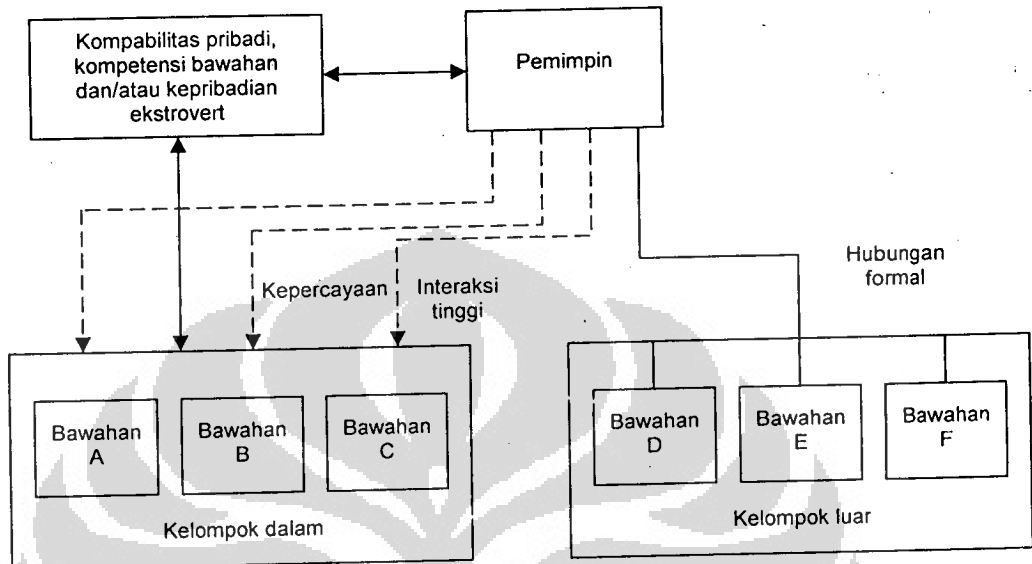 Kompabilitas pribadi,
kompetensi bawahan
dan/atau kepribadian
ekstrovert
Pemimpin
Hubungan
formal
Kepercayaan
Interaksi
tinggi
Bawahan
A
Bawahan
B
Bawahan
C
Kelompok dalam
Bawahan
D
Bawahan
E
Bawahan
F
Kelompok luar